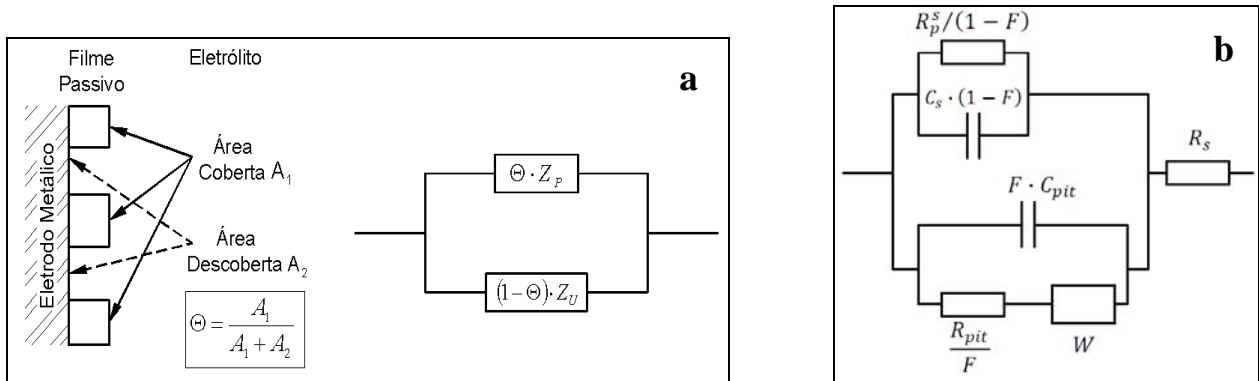 Filme
Passivo
Eletrólito
a
Eletrodo Metálico
Área
Coberta A₁
Área
Descoberta A₂
Θ = A₁ / (A₁ + A₂)
Θ · Z_P
(1−Θ) · Z_U
b
R_p^s/(1 − F)
C_s · (1 − F)
R_s
F · C_pit
R_pit / F
W